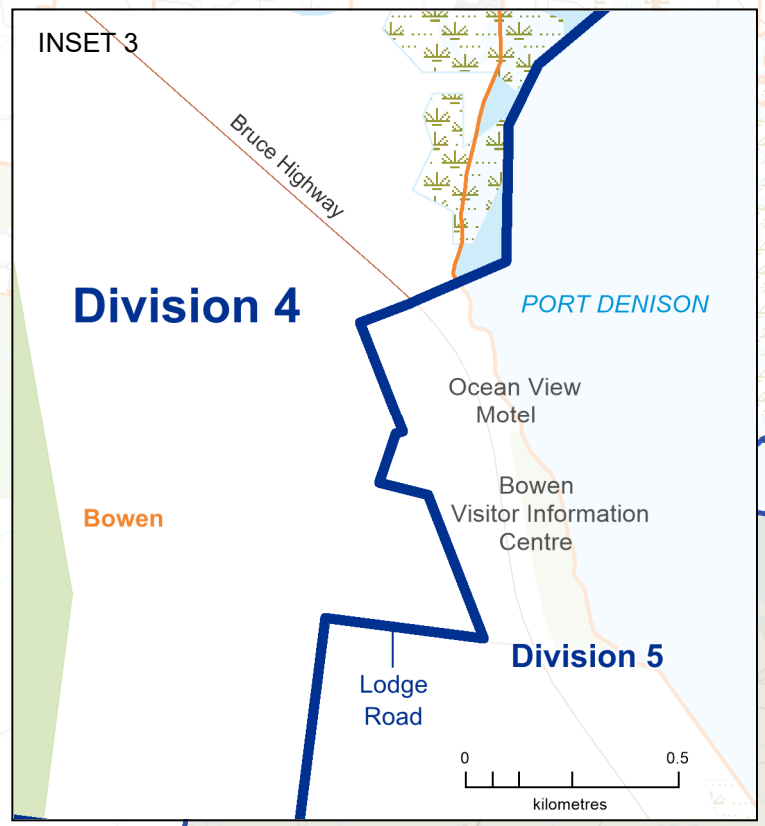 INSET 3
Bruce Highway
Division 4
PORT DENISON
Ocean View
Motel
Bowen
Visitor Information
Centre
Bowen
Division 5
Lodge
Road
0 0.5
kilometres